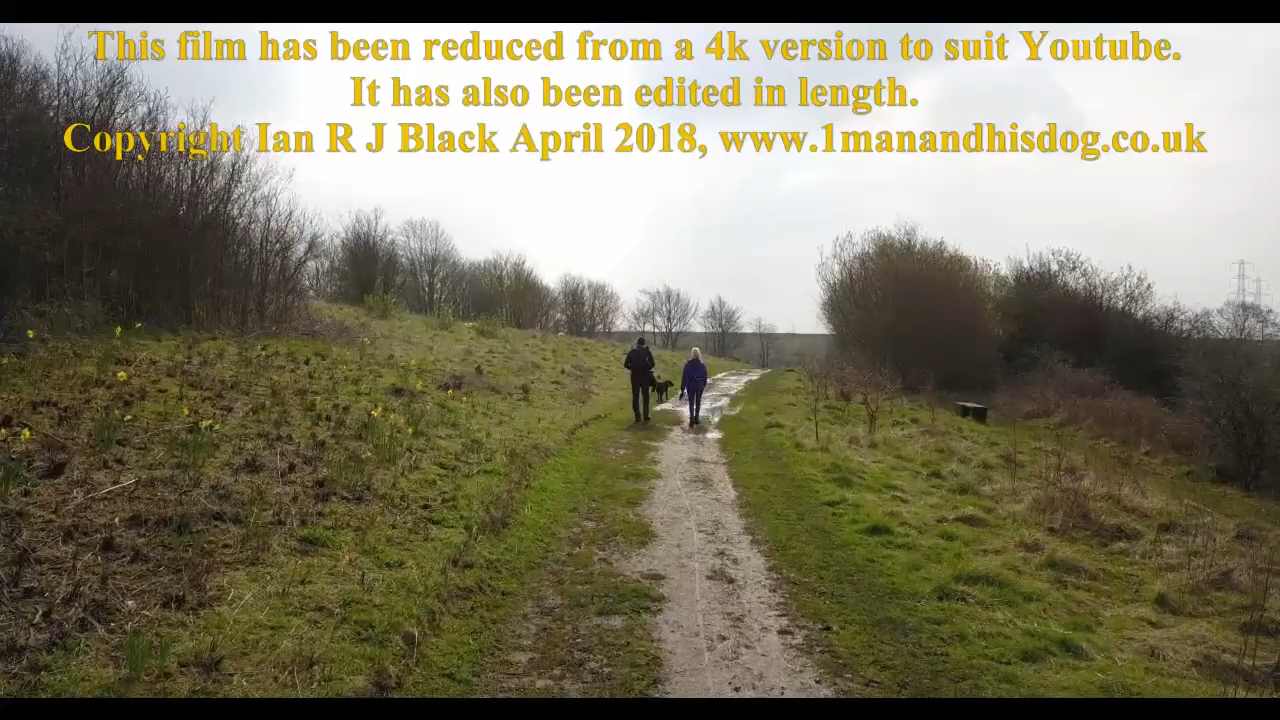 This film has been reduced from a 4k version to suit Youtube.
It has also been edited in length.
Copyright Ian R J Black April 2018, www.1manandhisdog.co.uk